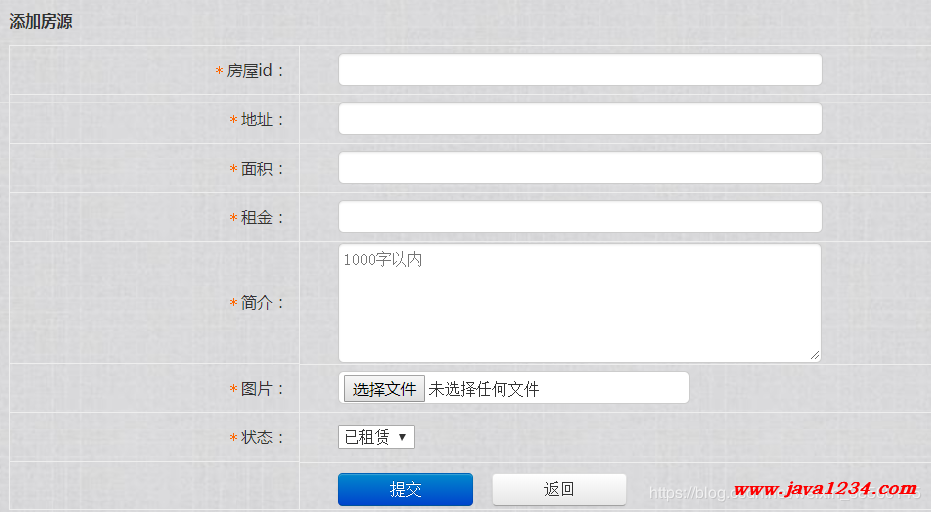 添加房源
*房屋id：
*地址：
*面积：
*租金：
*简介： 1000字以内
*图片： 选择文件 未选择任何文件
*状态： 已租赁
提交 返回
www.java1234.com
https://blog